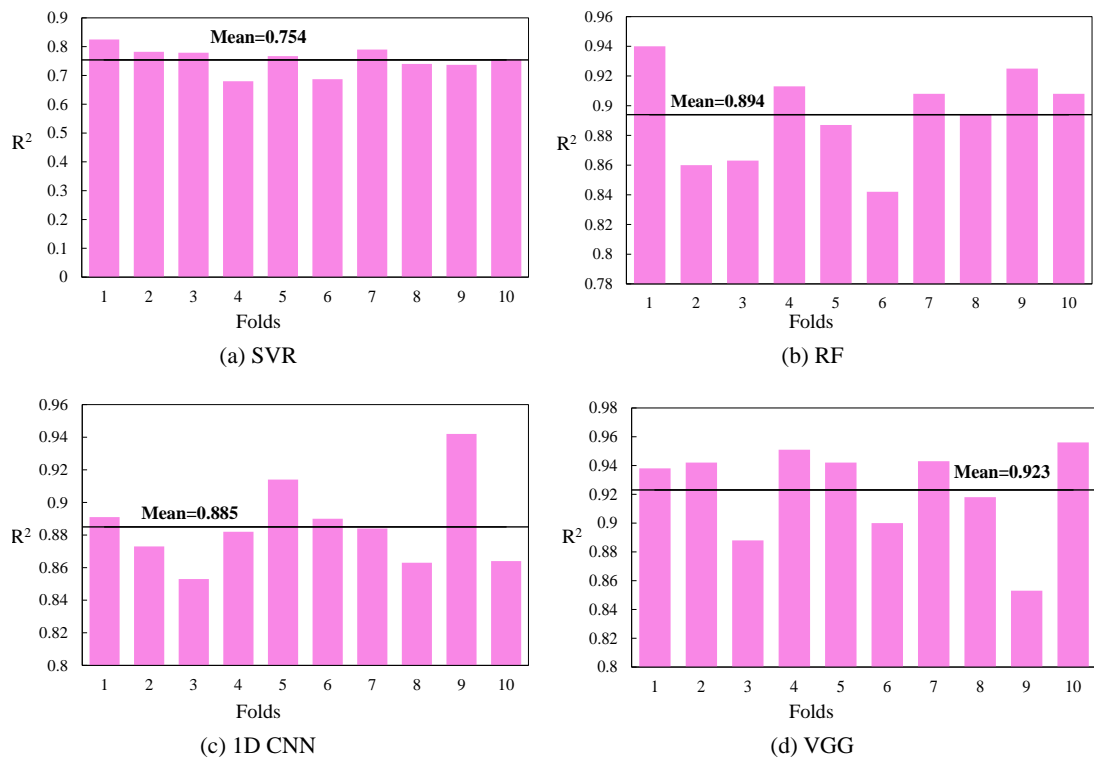 0.9
0.8
0.7
0.6
0.5
0.4
0.3
0.2
0.1
0
R²
Mean=0.754
1 2 3 4 5 6 7 8 9 10
Folds
(a) SVR
0.96
0.94
0.92
0.9
0.88
0.86
0.84
0.82
0.8
0.78
R²
Mean=0.894
1 2 3 4 5 6 7 8 9 10
Folds
(b) RF
0.96
0.94
0.92
0.9
0.88
0.86
0.84
0.82
0.8
R²
Mean=0.885
1 2 3 4 5 6 7 8 9 10
Folds
(c) 1D CNN
0.98
0.96
0.94
0.92
0.9
0.88
0.86
0.84
0.82
0.8
R²
Mean=0.923
1 2 3 4 5 6 7 8 9 10
Folds
(d) VGG